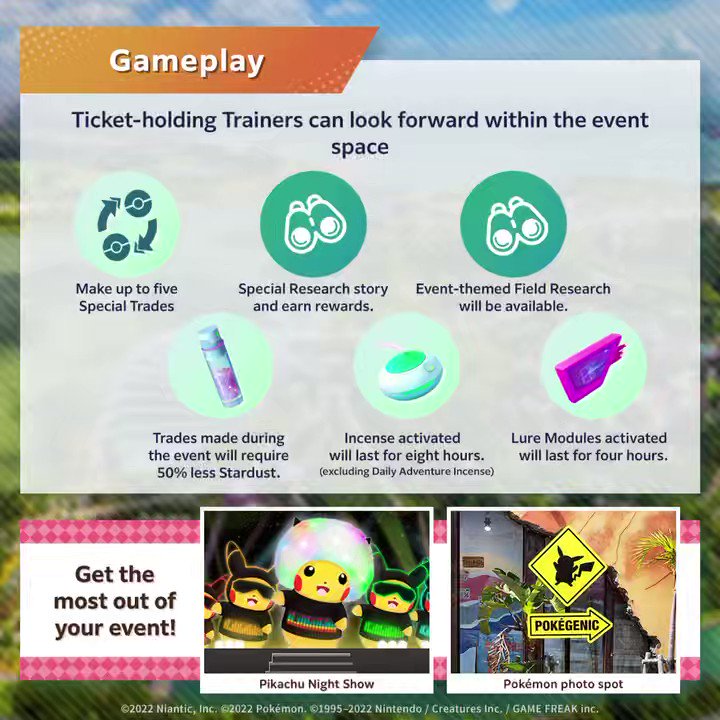 Gameplay
Ticket-holding Trainers can look forward within the event
space
Make up to five
Special Trades
Special Research story
and earn rewards.
Event-themed Field Research
will be available.
Trades made during
the event will require
50% less Stardust.
Incense activated
will last for eight hours.
(excluding Daily Adventure Incense)
Lure Modules activated
will last for four hours.
Get the
most out of
your event!
POKÉGENIC
Pikachu Night Show
Pokémon photo spot
©2022 Niantic, Inc. ©2022 Pokémon. ©1995–2022 Nintendo / Creatures Inc. / GAME FREAK inc.